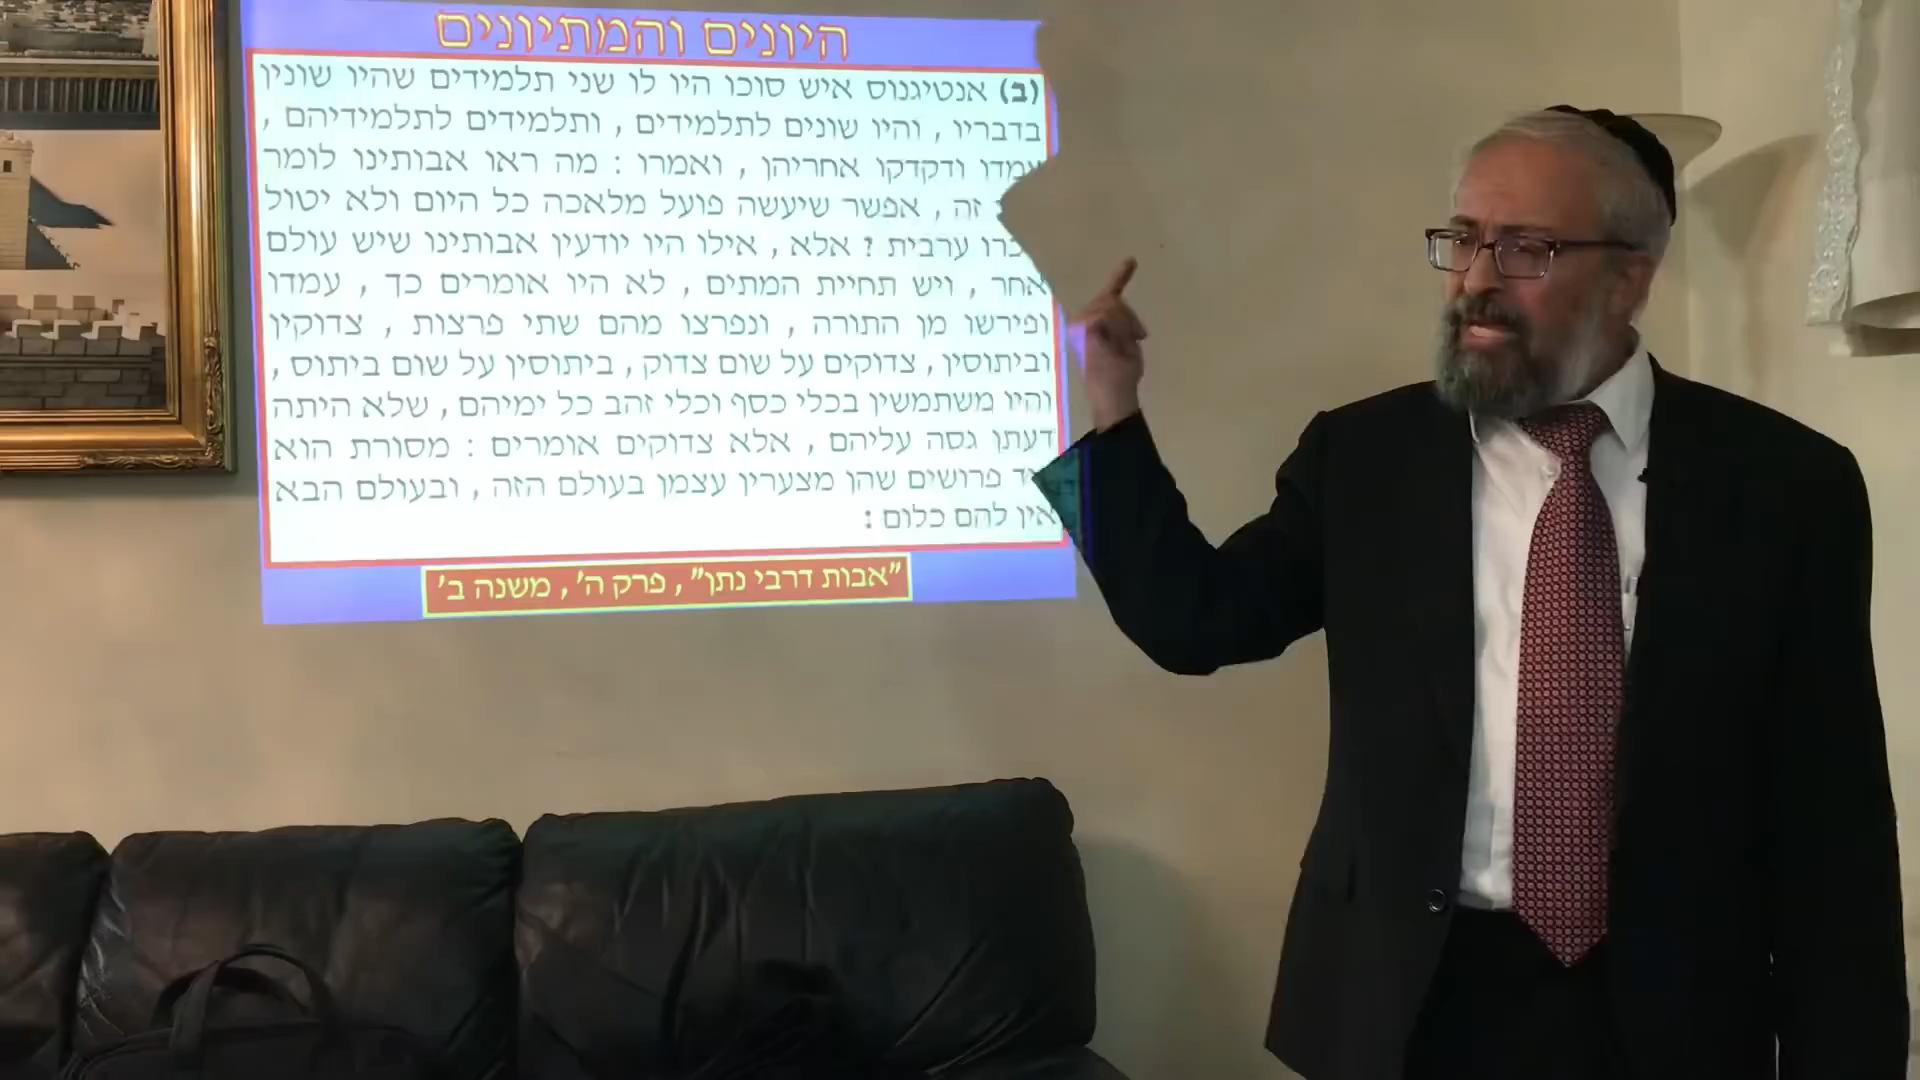 היונים והמתיונים
(ב) אנטיגנוס איש סוכו היו לו שני תלמידים שהיו שונין
בדבריו , והיו שונים לתלמידים , ותלמידים לתלמידיהם ,
עמדו ודקדקו אחריהן , ואמרו : מה ראו אבותינו לומר
זה , אפשר שיעשה פועל מלאכה כל היום ולא יטול
ערבית ? אלא , אילו היו יודעין אבותינו שיש עולם
אחר , ויש תחיית המתים , לא היו אומרים כך , עמדו
ופירשו מן התורה , ונפרצו מהם שתי פרצות , צדוקין
וביתוסין , צדוקים על שום צדוק , ביתוסין על שום ביתוס ,
והיו משתמשין בכלי כסף וכלי זהב כל ימיהם , שלא היתה
דעתן גסה עליהם , אלא צדוקים אומרים : מסורת הוא
פרושים שהן מצערין עצמן בעולם הזה , ובעולם הבא
אין להם כלום :
"אבות דרבי נתן" , פרק ה' , משנה ב'